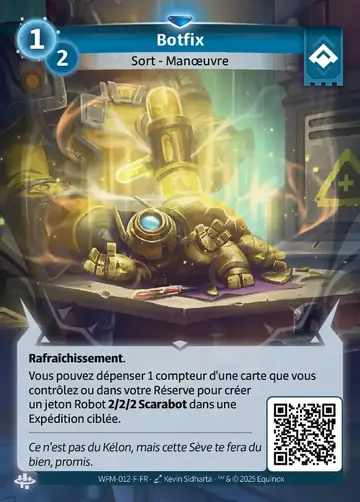 1
2
Botfix
Sort - Manœuvre
Rafraîchissement.
Vous pouvez dépenser 1 compteur d'une carte que vous
contrôlez ou dans votre Réserve pour créer
un jeton Robot 2/2/2 Scarabot dans une
Expédition ciblée.
Ce n'est pas du Kélon, mais cette Sève te fera du
bien, promis.
WFM-012-F-FR - Kevin Sidharta - ™ & © 2025 Equinox